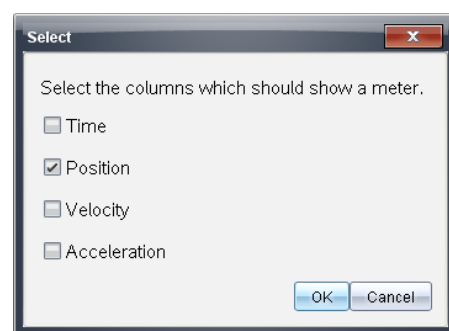 Select
Select the columns which should show a meter.
Time
Position
Velocity
Acceleration
OK Cancel